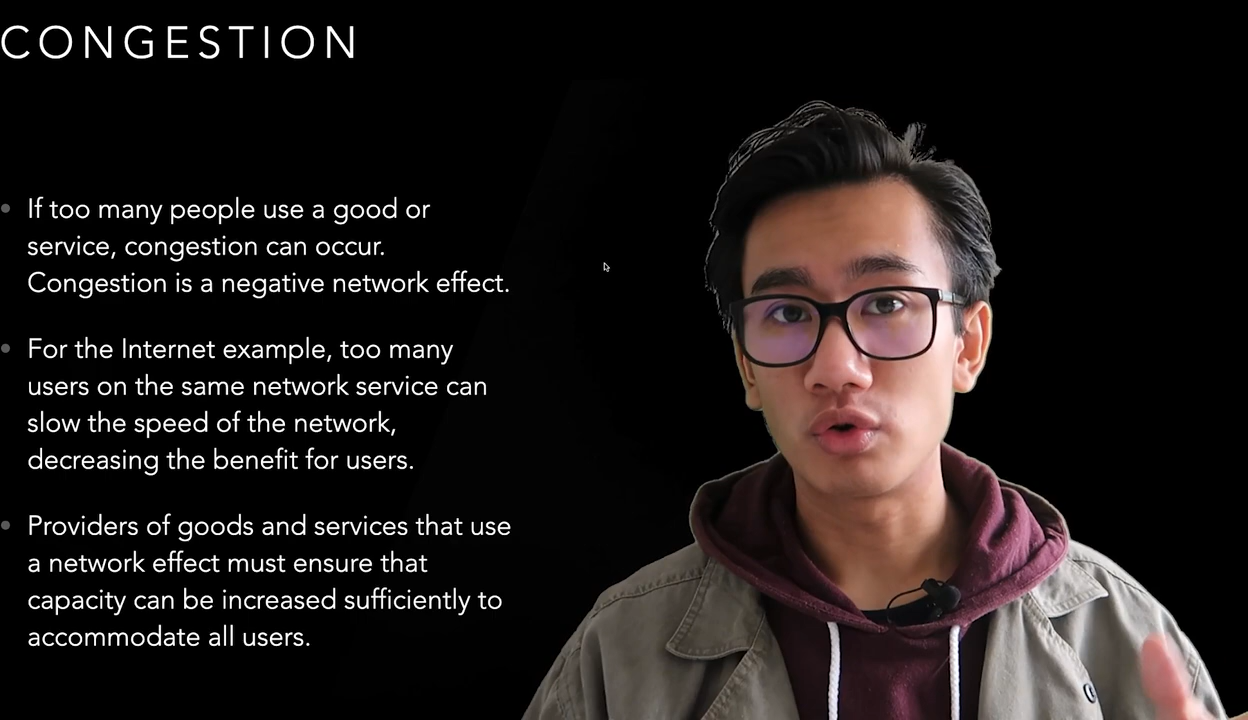 CONGESTION
• If too many people use a good or
service, congestion can occur.
Congestion is a negative network effect.
• For the Internet example, too many
users on the same network service can
slow the speed of the network,
decreasing the benefit for users.
• Providers of goods and services that use
a network effect must ensure that
capacity can be increased sufficiently to
accommodate all users.